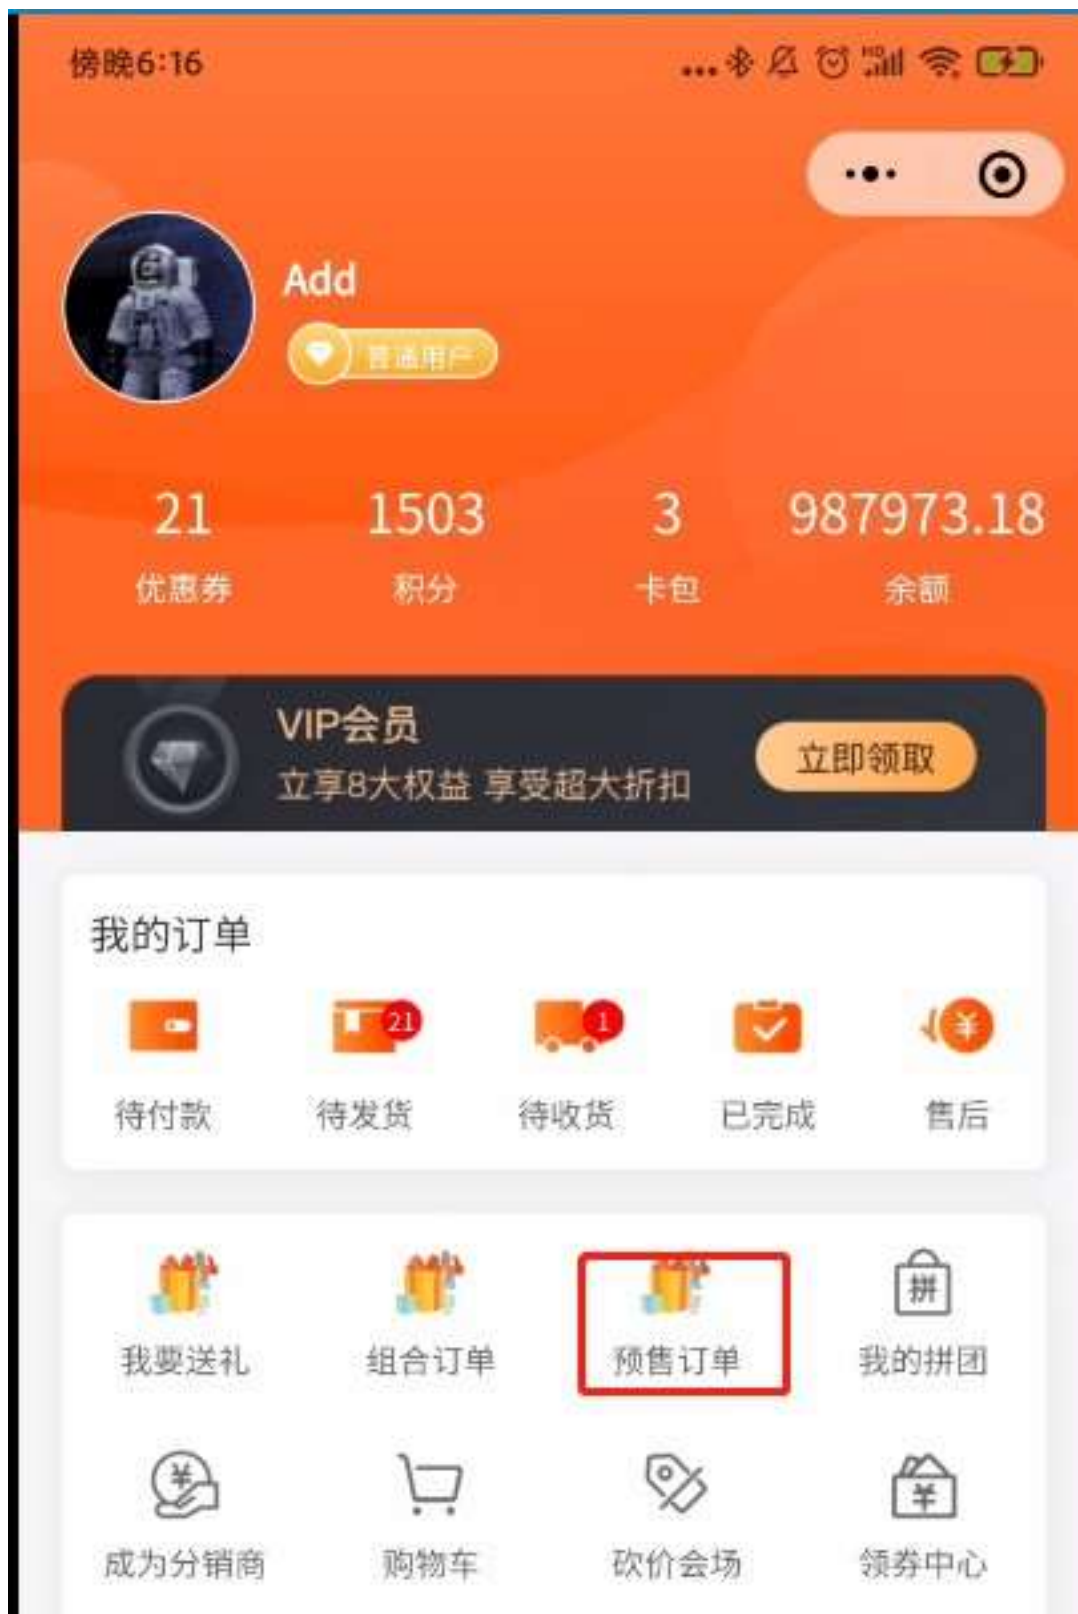 傍晚6:16
HD
Add
普通用户
21 1503 3 987973.18
优惠券 积分 卡包 余额
VIP会员
立享8大权益 享受超大折扣
立即领取
我的订单
21 1
待付款 待发货 待收货 已完成 售后
拼
我要送礼 组合订单 预售订单 我的拼团
成为分销商 购物车 砍价会场 领券中心